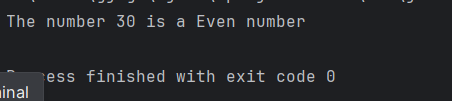 The number 30 is a Even number
finished with exit code 0
inal